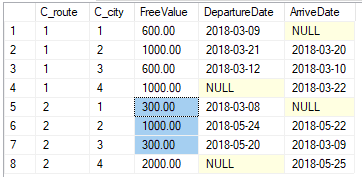 C_route C_city FreeValue DepartureDate ArriveDate
1 1 1 600.00 2018-03-09 NULL
2 1 2 1000.00 2018-03-21 2018-03-20
3 1 3 600.00 2018-03-12 2018-03-10
4 1 4 1000.00 NULL 2018-03-22
5 2 1 300.00 2018-03-08 NULL
6 2 2 1000.00 2018-05-24 2018-05-22
7 2 3 300.00 2018-05-20 2018-03-09
8 2 4 2000.00 NULL 2018-05-25